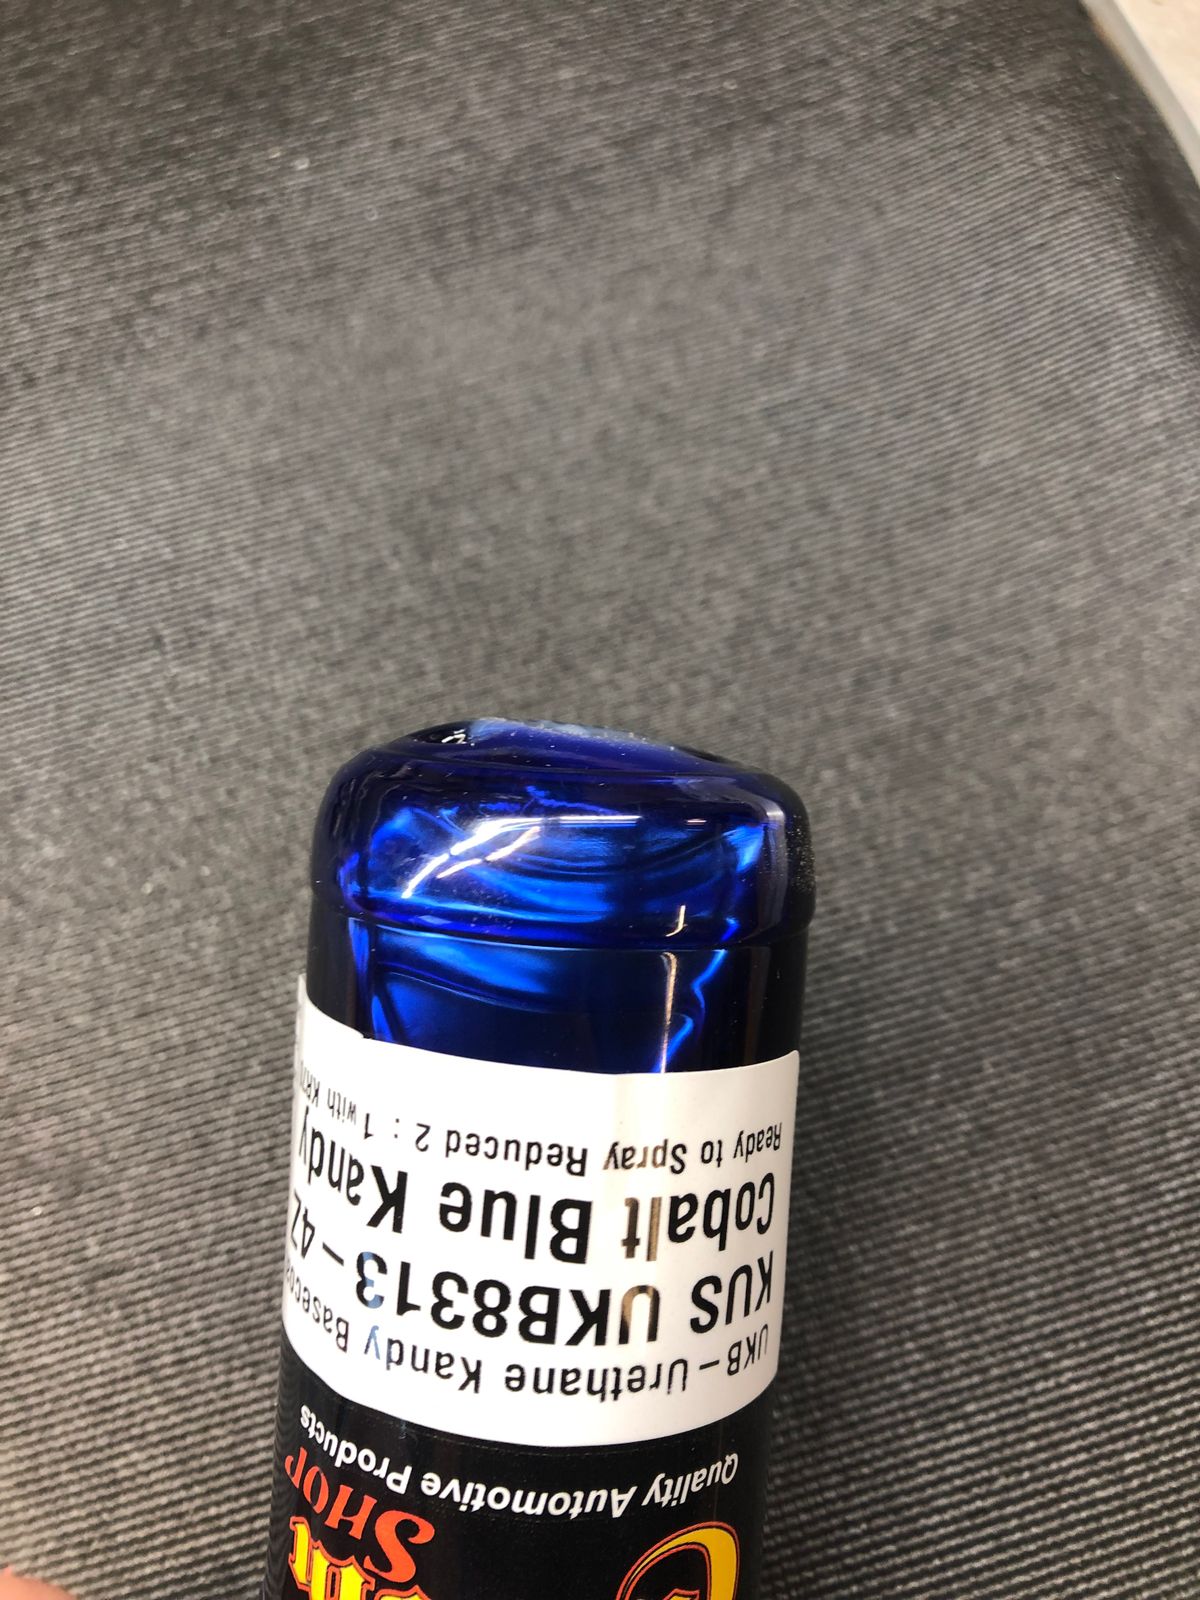 SHOP
Quality Automotive Products
UKB – Urethane Kandy
KUS UKB8313 – 4Z
Cobalt Blue Kandy
Ready to Spray Reduced 2 : 1 with